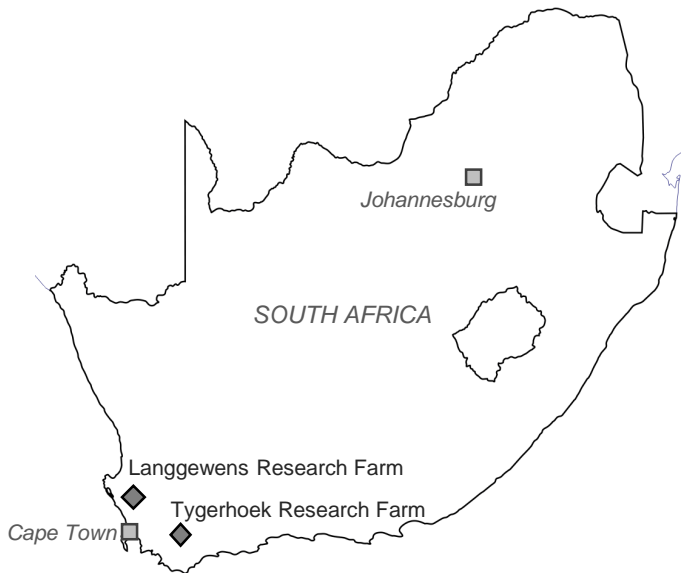 Johannesburg
SOUTH AFRICA
Langgewens Research Farm
Tygerhoek Research Farm
Cape Town